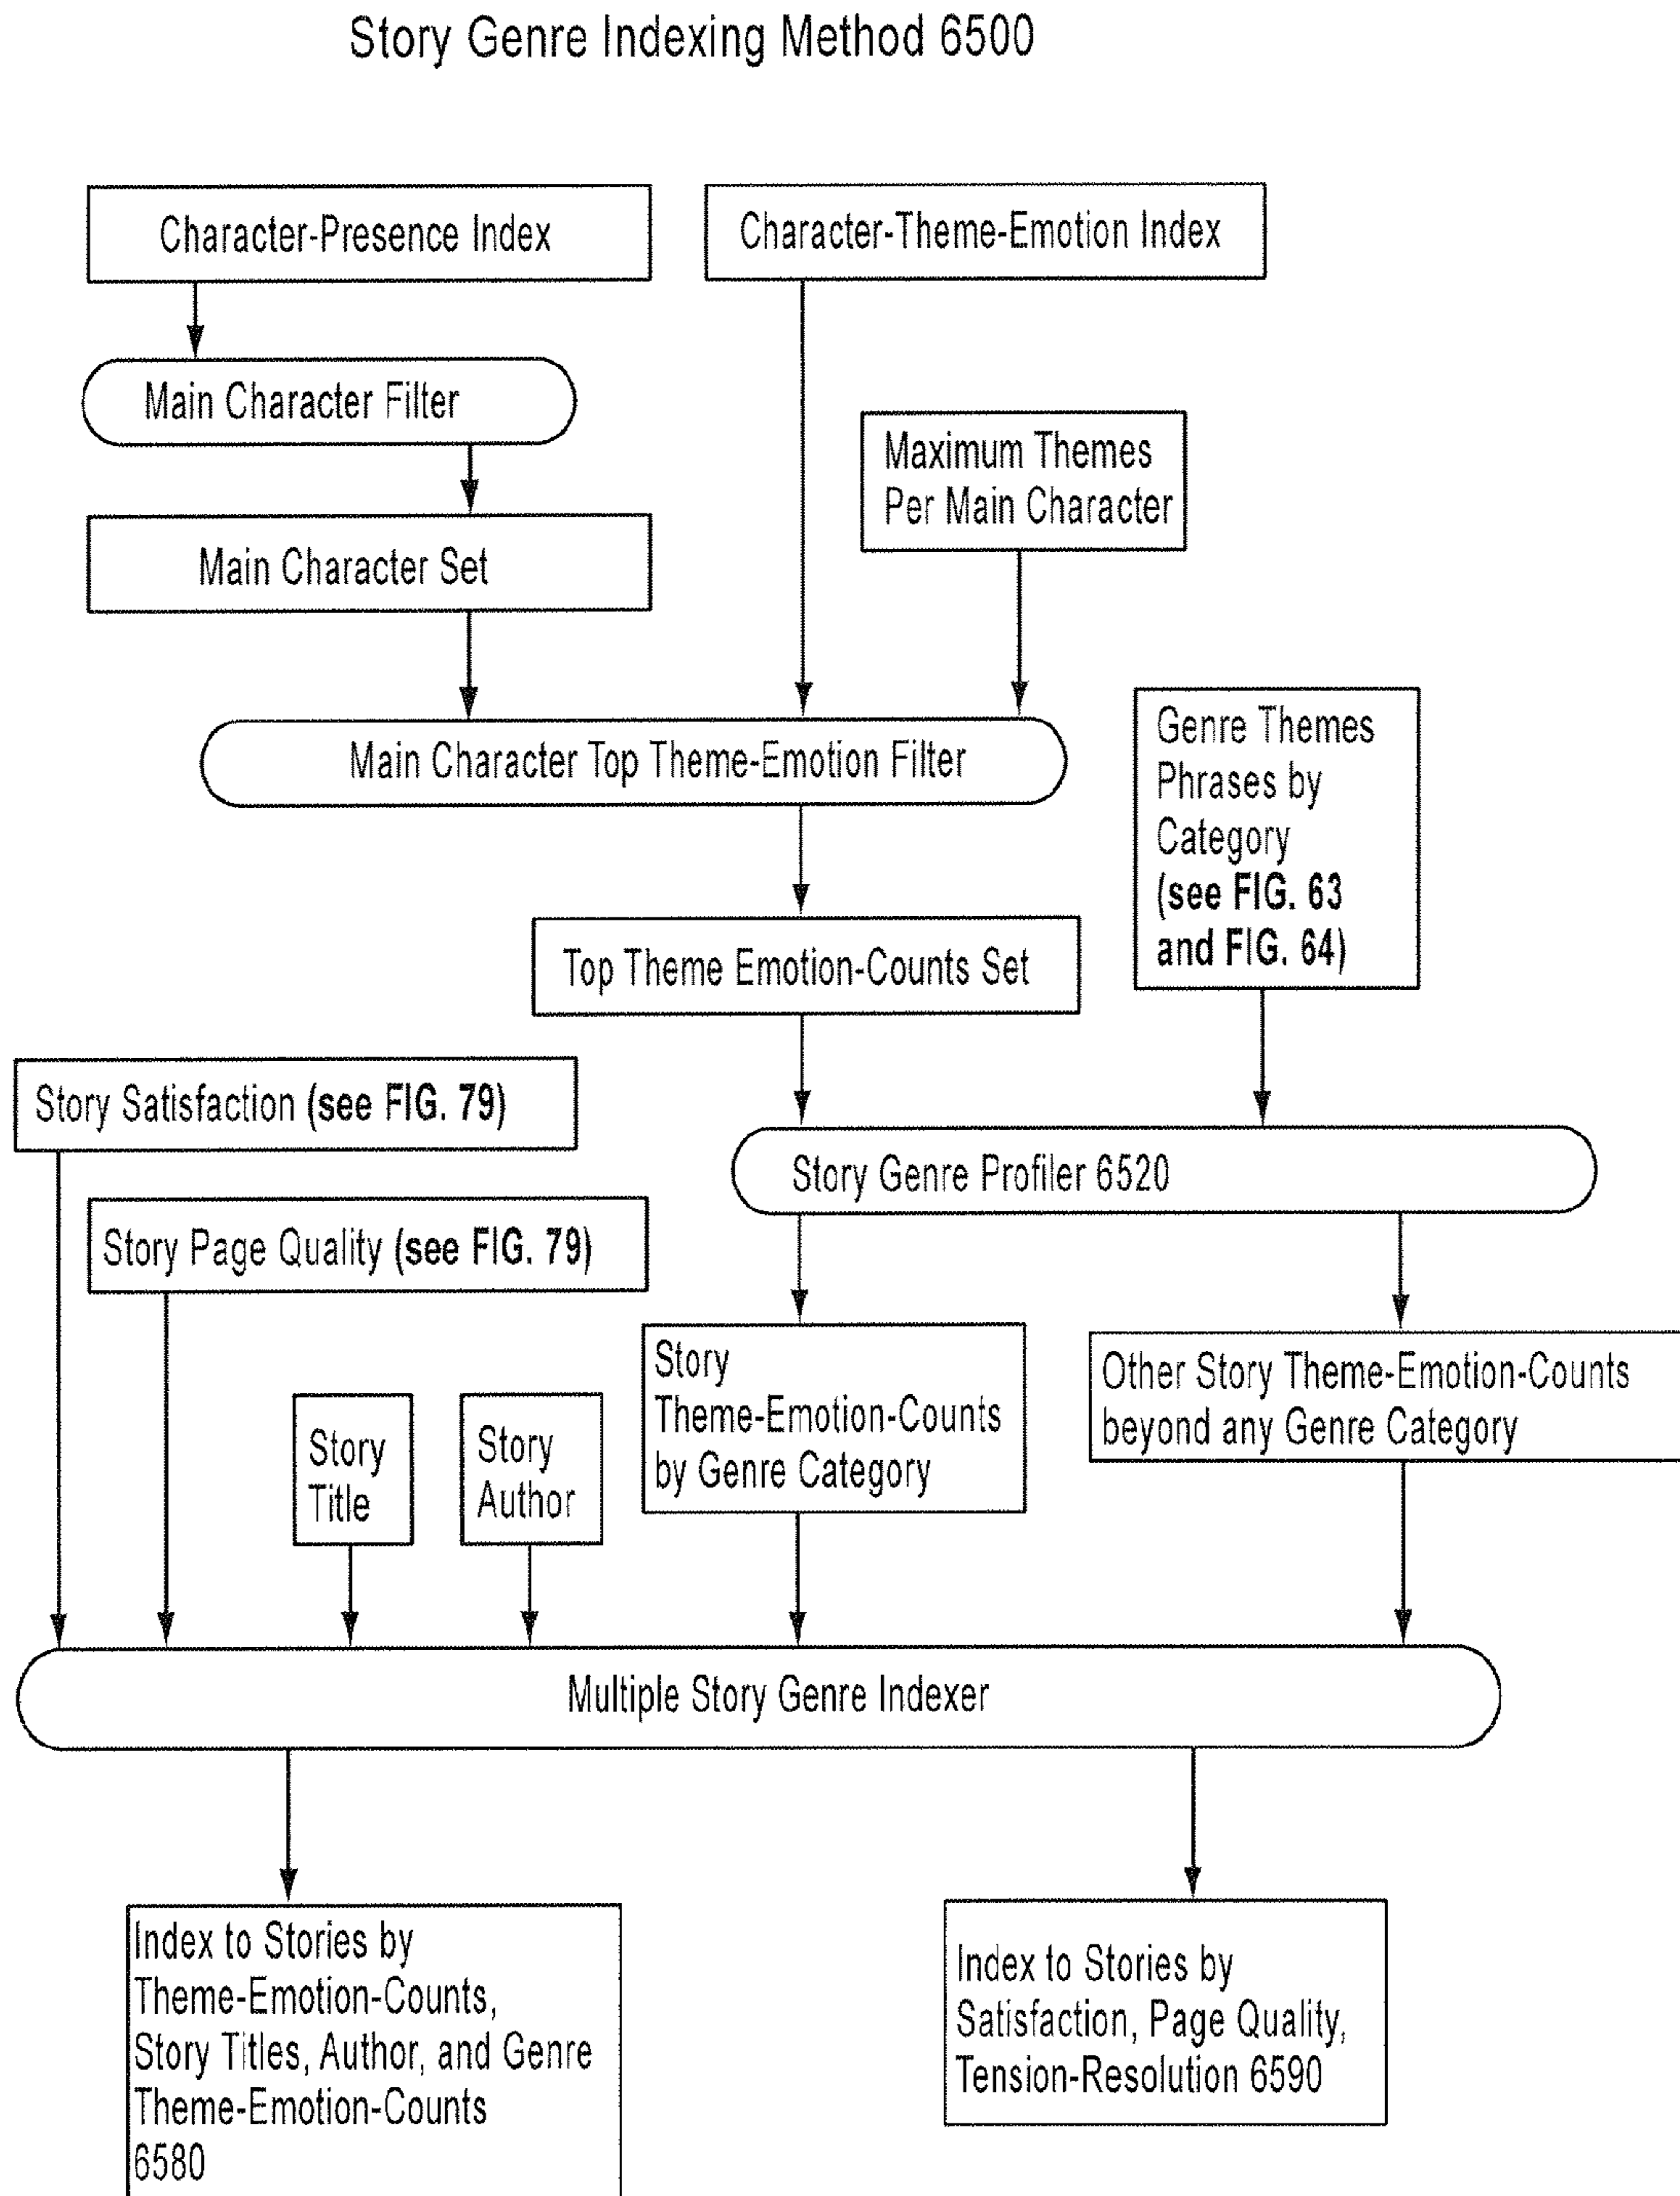 Story Genre Indexing Method 6500
Character-Presence Index
Character-Theme-Emotion Index
Main Character Filter
Maximum Themes
Per Main Character
Main Character Set
Main Character Top Theme-Emotion Filter
Genre Themes
Phrases by
Category
(see FIG. 63
and FIG. 64)
Top Theme Emotion-Counts Set
Story Satisfaction (see FIG. 79)
Story Genre Profiler 6520
Story Page Quality (see FIG. 79)
Story
Title
Story
Author
Story
Theme-Emotion-Counts
by Genre Category
Other Story Theme-Emotion-Counts
beyond any Genre Category
Multiple Story Genre Indexer
Index to Stories by
Theme-Emotion-Counts,
Story Titles, Author, and Genre
Theme-Emotion-Counts
6580
Index to Stories by
Satisfaction, Page Quality,
Tension-Resolution 6590